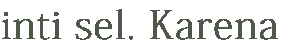 inti sel. Karena